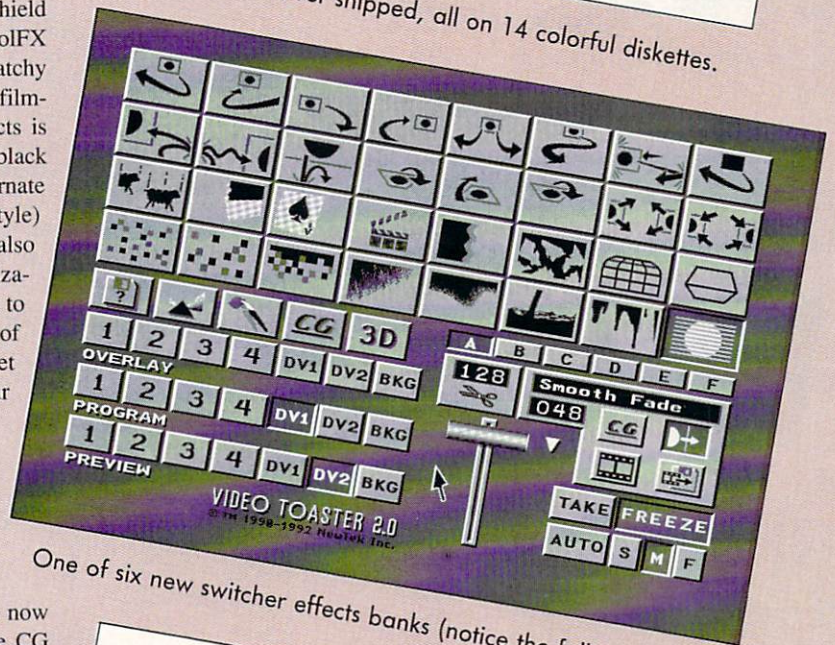 shipped, all on 14 colorful diskettes.
hield
olFX
atchy
film-
cts is
black
rnate
tyle)
also
za-
to
of
et
r
?
CG
3D
1 2 3 4 DV1 DV2 BKG
OVERLAY
1 2 3 4 DV1 DV2 BKG
PROGRAM
1 2 3 4 DV1 DV2 BKG
PREVIEW
A B C D E F
128
Smooth Fade
048
CG
TAKE FREEZE
AUTO S M F
VIDEO TOASTER 2.0
© TM 1990-1992 NewTek Inc.
One of six new switcher effects banks (notice the
now
e CG